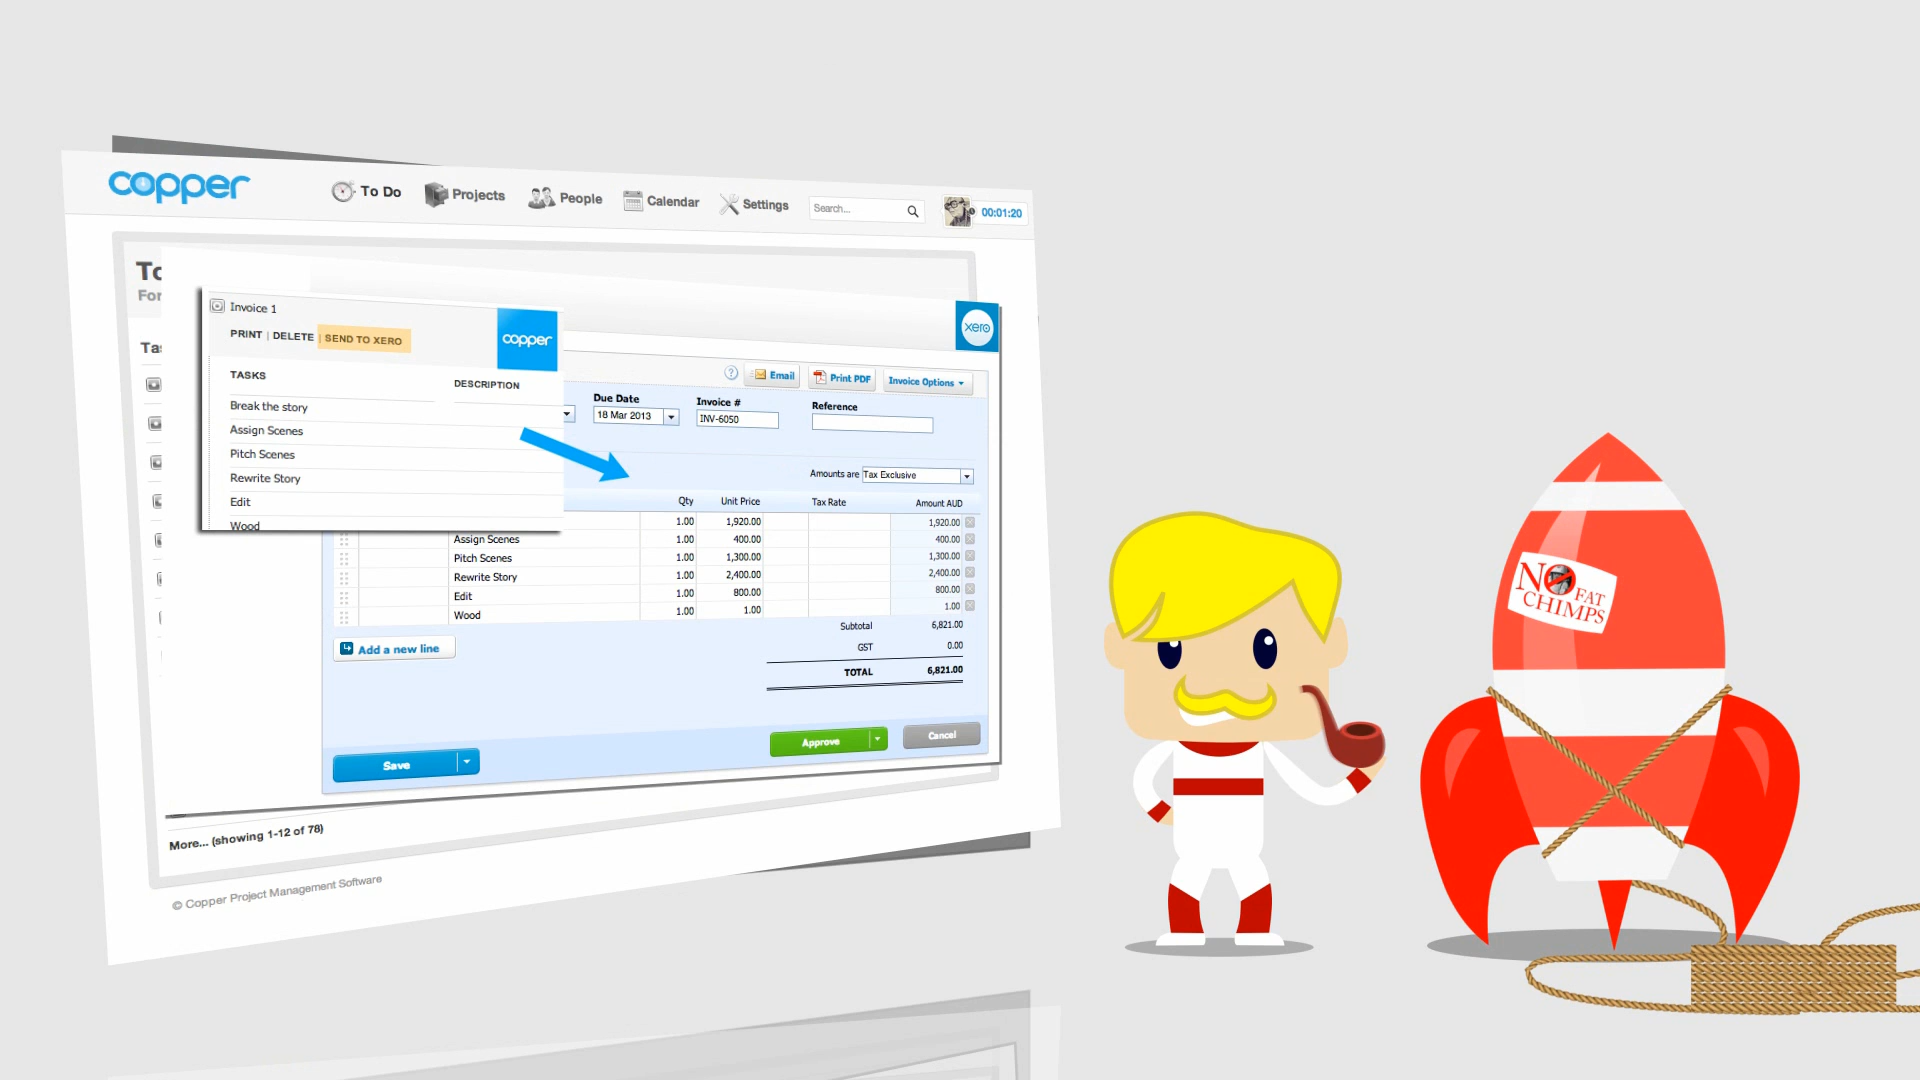 copper
To Do
Projects
People
Calendar
Settings
Search...
00:01:20
Invoice 1
PRINT | DELETE | SEND TO XERO
copper
TASKS
DESCRIPTION
Break the story
Assign Scenes
Pitch Scenes
Rewrite Story
Edit
Wood
xero
? Email Print PDF Invoice Options
Due Date Invoice # Reference
18 Mar 2013 INV-6050
Amounts are Tax Exclusive
Qty Unit Price Tax Rate Amount AUD
1.00 1,920.00 1,920.00
Assign Scenes 1.00 400.00 400.00
Pitch Scenes 1.00 1,300.00 1,300.00
Rewrite Story 1.00 2,400.00 2,400.00
Edit 1.00 800.00 800.00
Wood 1.00 1.00 1.00
Subtotal 6,821.00
GST 0.00
TOTAL 6,821.00
Add a new line
Save
Approve
Cancel
More... (showing 1-12 of 78)
© Copper Project Management Software
NO FAT
CHIMPS